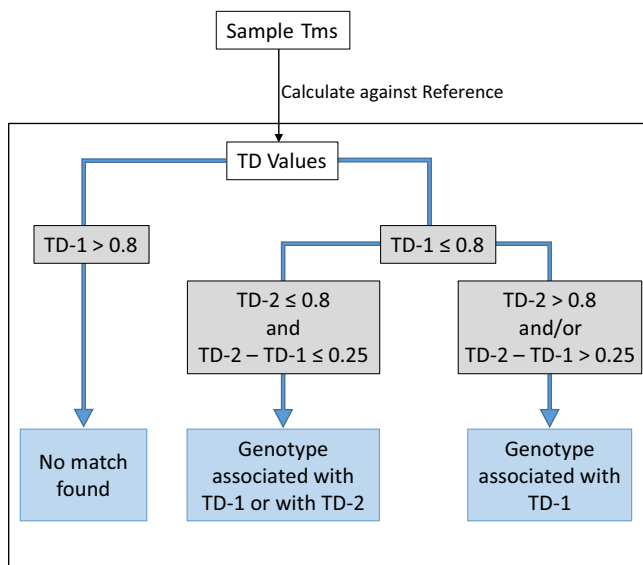 Sample Tms
Calculate against Reference
TD Values
TD-1 > 0.8
TD-1 ≤ 0.8
TD-2 ≤ 0.8
and
TD-2 – TD-1 ≤ 0.25
TD-2 > 0.8
and/or
TD-2 – TD-1 > 0.25
No match
found
Genotype
associated with
TD-1 or with TD-2
Genotype
associated with
TD-1